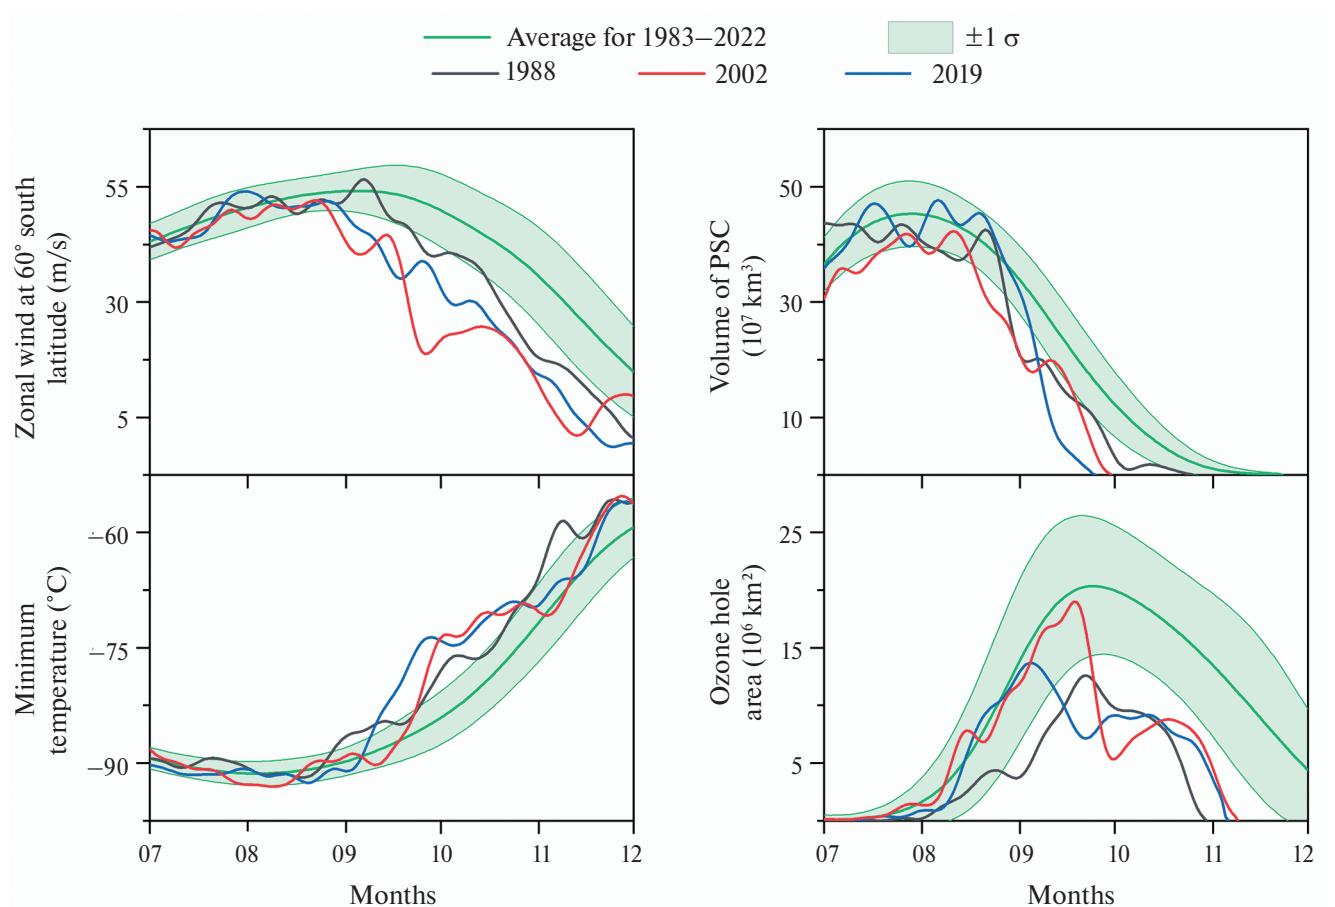 Average for 1983–2022 ±1 σ
1988 2002 2019
Zonal wind at 60° south
latitude (m/s)
55
30
5
Volume of PSC
(10⁷ km³)
50
30
10
Minimum
temperature (°C)
–60
–75
–90
Ozone hole
area (10⁶ km⁻²)
25
15
5
07 08 09 10 11 12
Months
07 08 09 10 11 12
Months